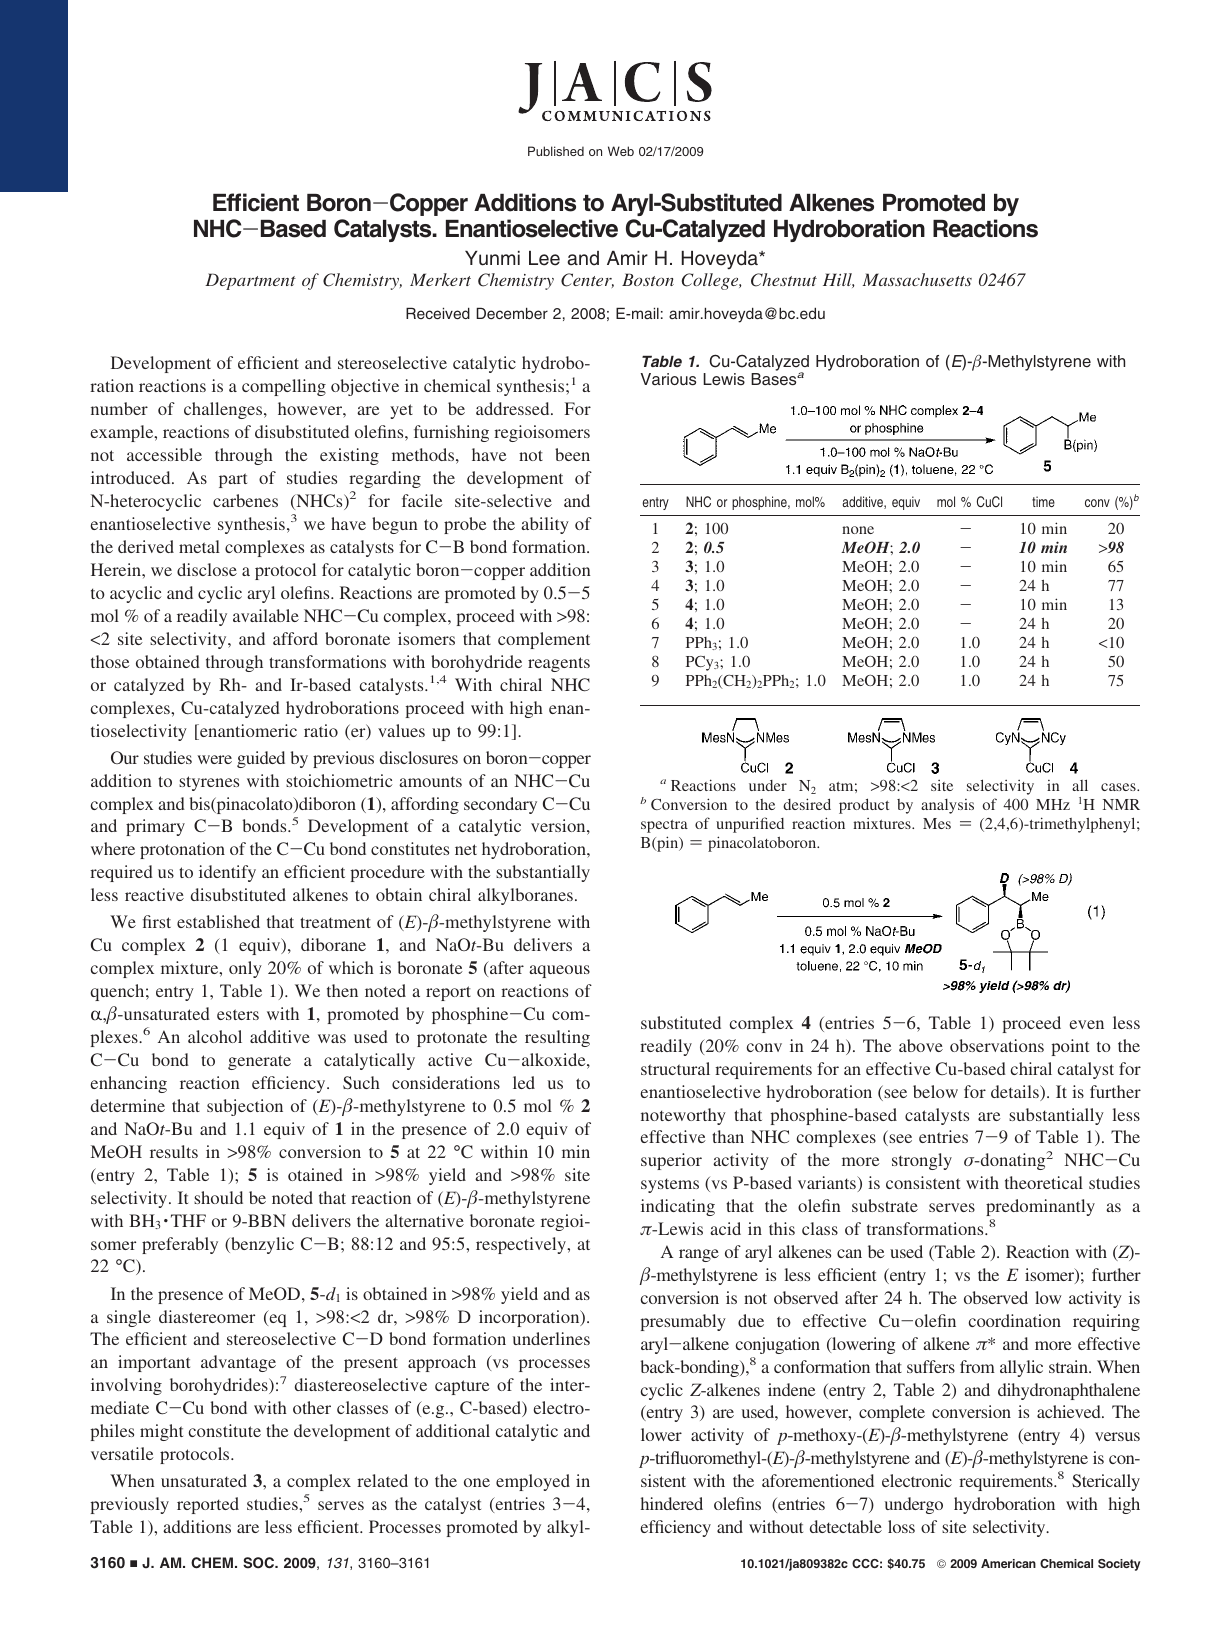 J|A|C|S
COMMUNICATIONS
Published on Web 02/17/2009
Efficient Boron−Copper Additions to Aryl-Substituted Alkenes Promoted by
NHC−Based Catalysts. Enantioselective Cu-Catalyzed Hydroboration Reactions
Yunmi Lee and Amir H. Hoveyda*
Department of Chemistry, Merkert Chemistry Center, Boston College, Chestnut Hill, Massachusetts 02467
Received December 2, 2008; E-mail: amir.hoveyda@bc.edu
Development of efficient and stereoselective catalytic hydrobo-
ration reactions is a compelling objective in chemical synthesis;¹ a
number of challenges, however, are yet to be addressed. For
example, reactions of disubstituted olefins, furnishing regioisomers
not accessible through the existing methods, have not been
introduced. As part of studies regarding the development of
N-heterocyclic carbenes (NHCs)² for facile site-selective and
enantioselective synthesis,³ we have begun to probe the ability of
the derived metal complexes as catalysts for C−B bond formation.
Herein, we disclose a protocol for catalytic boron−copper addition
to acyclic and cyclic aryl olefins. Reactions are promoted by 0.5−5
mol % of a readily available NHC−Cu complex, proceed with >98:
<2 site selectivity, and afford boronate isomers that complement
those obtained through transformations with borohydride reagents
or catalyzed by Rh- and Ir-based catalysts.¹,⁴ With chiral NHC
complexes, Cu-catalyzed hydroborations proceed with high enan-
tioselectivity [enantiomeric ratio (er) values up to 99:1].
Our studies were guided by previous disclosures on boron−copper
addition to styrenes with stoichiometric amounts of an NHC−Cu
complex and bis(pinacolato)diboron (1), affording secondary C−Cu
and primary C−B bonds.⁵ Development of a catalytic version,
where protonation of the C−Cu bond constitutes net hydroboration,
required us to identify an efficient procedure with the substantially
less reactive disubstituted alkenes to obtain chiral alkylboranes.
We first established that treatment of (E)-β-methylstyrene with
Cu complex 2 (1 equiv), diborane 1, and NaOt-Bu delivers a
complex mixture, only 20% of which is boronate 5 (after aqueous
quench; entry 1, Table 1). We then noted a report on reactions of
α,β-unsaturated esters with 1, promoted by phosphine−Cu com-
plexes.⁶ An alcohol additive was used to protonate the resulting
C−Cu bond to generate a catalytically active Cu−alkoxide,
enhancing reaction efficiency. Such considerations led us to
determine that subjection of (E)-β-methylstyrene to 0.5 mol % 2
and NaOt-Bu and 1.1 equiv of 1 in the presence of 2.0 equiv of
MeOH results in >98% conversion to 5 at 22 °C within 10 min
(entry 2, Table 1); 5 is otained in >98% yield and >98% site
selectivity. It should be noted that reaction of (E)-β-methylstyrene
with BH₃·THF or 9-BBN delivers the alternative boronate regioi-
somer preferably (benzylic C−B; 88:12 and 95:5, respectively, at
22 °C).
In the presence of MeOD, 5-d₁ is obtained in >98% yield and as
a single diastereomer (eq 1, >98:<2 dr, >98% D incorporation).
The efficient and stereoselective C−D bond formation underlines
an important advantage of the present approach (vs processes
involving borohydrides):⁷ diastereoselective capture of the inter-
mediate C−Cu bond with other classes of (e.g., C-based) electro-
philes might constitute the development of additional catalytic and
versatile protocols.
When unsaturated 3, a complex related to the one employed in
previously reported studies,⁵ serves as the catalyst (entries 3−4,
Table 1), additions are less efficient. Processes promoted by alkyl-
Table 1. Cu-Catalyzed Hydroboration of (E)-β-Methylstyrene with
Various Lewis Basesᵃ
Me
1.0–100 mol % NHC complex 2–4
or phosphine
1.0–100 mol % NaOt-Bu
1.1 equiv B₂(pin)₂ (1), toluene, 22 °C
Me
B(pin)
5
entry NHC or phosphine, mol% additive, equiv mol % CuCl time conv (%)ᵇ
1 2; 100 none − 10 min 20
2 2; 0.5 MeOH; 2.0 − 10 min >98
3 3; 1.0 MeOH; 2.0 − 10 min 65
4 3; 1.0 MeOH; 2.0 − 24 h 77
5 4; 1.0 MeOH; 2.0 − 10 min 13
6 4; 1.0 MeOH; 2.0 − 24 h 20
7 PPh₃; 1.0 MeOH; 2.0 1.0 24 h <10
8 PCy₃; 1.0 MeOH; 2.0 1.0 24 h 50
9 PPh₂(CH₂)₂PPh₂; 1.0 MeOH; 2.0 1.0 24 h 75
MesN NMes MesN NMes CyN NCy
CuCl 2 CuCl 3 CuCl 4
ᵃ Reactions under N₂ atm; >98:<2 site selectivity in all cases.
ᵇ Conversion to the desired product by analysis of 400 MHz ¹H NMR
spectra of unpurified reaction mixtures. Mes = (2,4,6)-trimethylphenyl;
B(pin) = pinacolatoboron.
Me
0.5 mol % 2
0.5 mol % NaOt-Bu
1.1 equiv 1, 2.0 equiv MeOD
toluene, 22 °C, 10 min
D (>98% D)
Me
B
O O
5-d₁
>98% yield (>98% dr)
(1)
substituted complex 4 (entries 5−6, Table 1) proceed even less
readily (20% conv in 24 h). The above observations point to the
structural requirements for an effective Cu-based chiral catalyst for
enantioselective hydroboration (see below for details). It is further
noteworthy that phosphine-based catalysts are substantially less
effective than NHC complexes (see entries 7−9 of Table 1). The
superior activity of the more strongly σ-donating² NHC−Cu
systems (vs P-based variants) is consistent with theoretical studies
indicating that the olefin substrate serves predominantly as a
π-Lewis acid in this class of transformations.⁸
A range of aryl alkenes can be used (Table 2). Reaction with (Z)-
β-methylstyrene is less efficient (entry 1; vs the E isomer); further
conversion is not observed after 24 h. The observed low activity is
presumably due to effective Cu−olefin coordination requiring
aryl−alkene conjugation (lowering of alkene π* and more effective
back-bonding),⁸ a conformation that suffers from allylic strain. When
cyclic Z-alkenes indene (entry 2, Table 2) and dihydronaphthalene
(entry 3) are used, however, complete conversion is achieved. The
lower activity of p-methoxy-(E)-β-methylstyrene (entry 4) versus
p-trifluoromethyl-(E)-β-methylstyrene and (E)-β-methylstyrene is con-
sistent with the aforementioned electronic requirements.⁸ Sterically
hindered olefins (entries 6−7) undergo hydroboration with high
efficiency and without detectable loss of site selectivity.
3160 ■ J. AM. CHEM. SOC. 2009, 131, 3160–3161
10.1021/ja809382c CCC: $40.75 © 2009 American Chemical Society